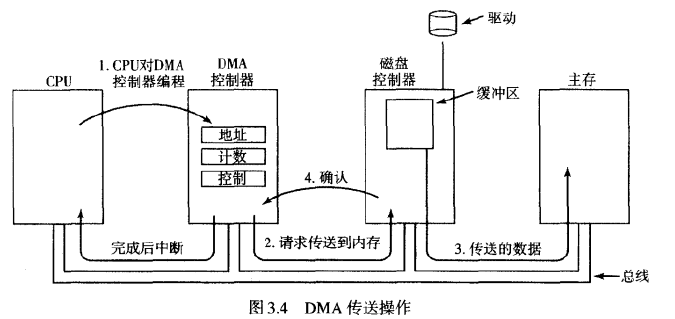 驱动
1. CPU对DMA
控制器编程
CPU
DMA
控制器
磁盘
控制器
主存
缓冲区
地址
计数
控制
4. 确认
完成后中断
2. 请求传送到内存
3. 传送的数据
总线
图3.4 DMA 传送操作